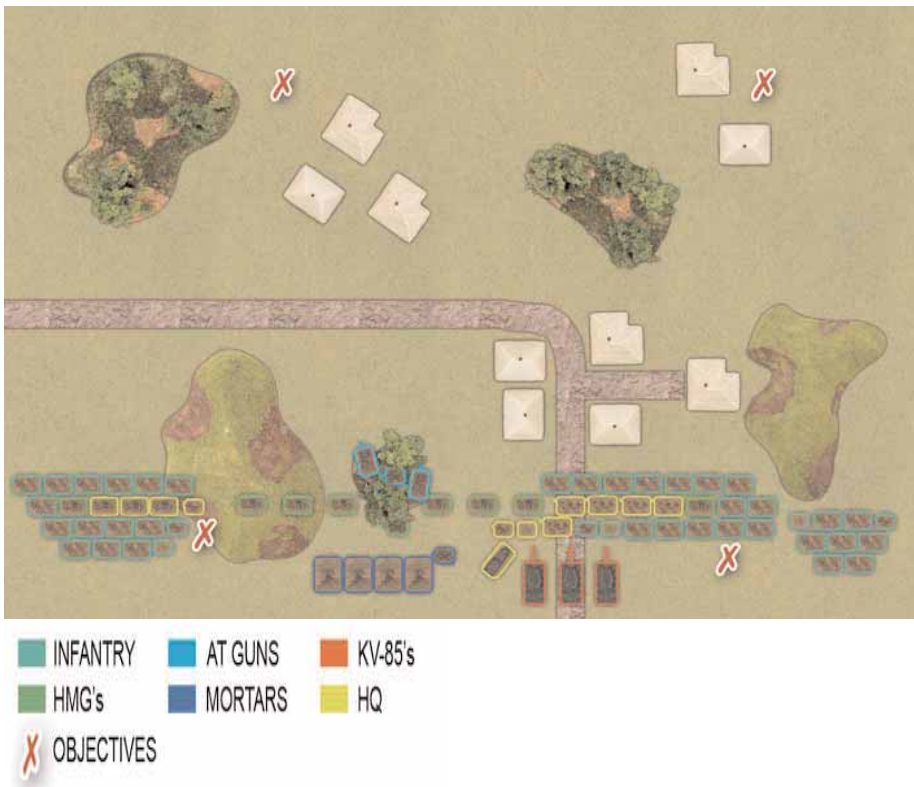 INFANTRY
AT GUNS
KV-85's
HMG's
MORTARS
HQ
X OBJECTIVES